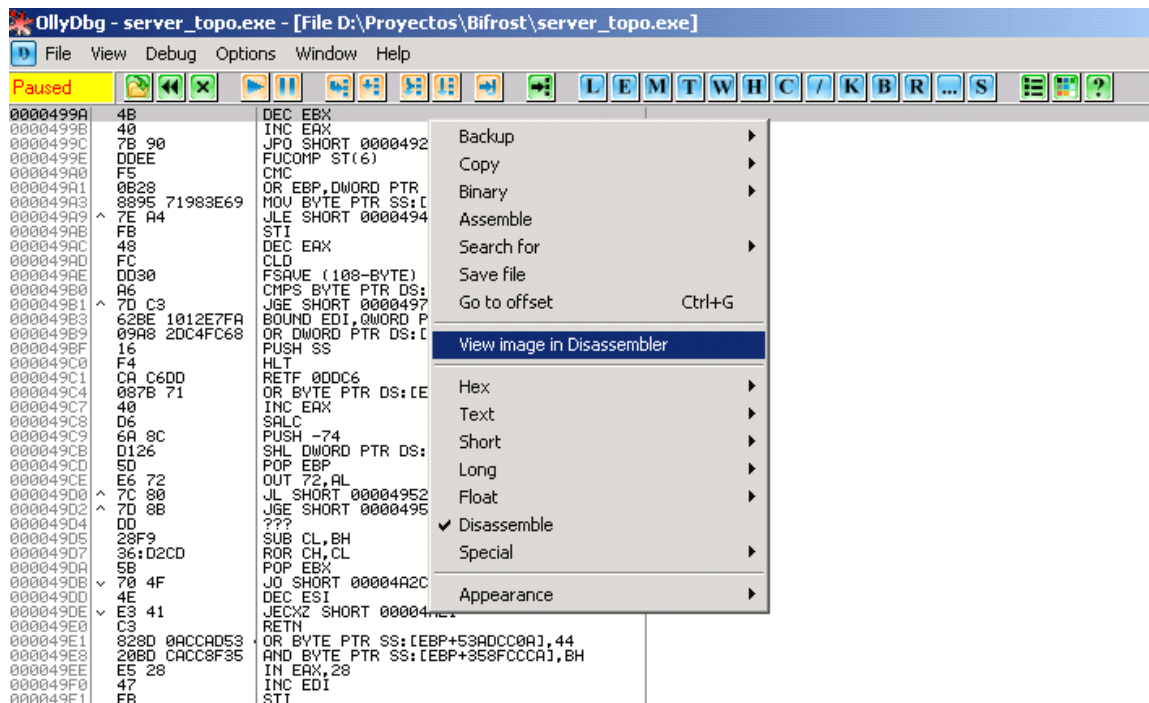 OllyDbg - server_topo.exe - [File D:\Proyectos\Bifrost\server_topo.exe]
File View Debug Options Window Help
Paused L E M T W H C / K B R ... S ?
0000499A 4B DEC EBX
0000499B 40 INC EAX
0000499C 7B 90 JPO SHORT 0000492
0000499E DDEE FUCOMP ST(6)
000049A0 F5 CMC
000049A1 0B28 OR EBP,DWORD PTR
000049A3 8895 71983E69 MOV BYTE PTR SS:[
000049A9 ^ 7E A4 JLE SHORT 0000494
000049AB FB STI
000049AC 48 DEC EAX
000049AD FC CLD
000049AE DD30 FSAVE (108-BYTE)
000049B0 A6 CMPS BYTE PTR DS:
000049B1 ^ 7D C3 JGE SHORT 0000497
000049B3 62BE 1012E7FA BOUND EDI,QWORD P
000049B9 09A8 2DC4FC68 OR DWORD PTR DS:[
000049BF 16 PUSH SS
000049C0 F4 HLT
000049C1 CA C6DD RETF 0DDC6
000049C4 087B 71 OR BYTE PTR DS:[E
000049C7 40 INC EAX
000049C8 D6 SALC
000049C9 6A 8C PUSH -74
000049CB D126 SHL DWORD PTR DS:
000049CD 5D POP EBP
000049CE E6 72 OUT 72,AL
000049D0 ^ 7C 80 JL SHORT 00004952
000049D2 ^ 7D 8B JGE SHORT 0000495
000049D4 DD ???
000049D5 28F9 SUB CL,BH
000049D7 36:D2CD ROR CH,CL
000049DA 5B POP EBX
000049DB v 70 4F JO SHORT 00004A2C
000049DD 4E DEC ESI
000049DE v E3 41 JECXZ SHORT
000049E0 C3 RETN
000049E1 828D 0ACCAD53 OR BYTE PTR SS:[EBP+53ADCC0A],44
000049E8 20BD CACC8F35 AND BYTE PTR SS:[EBP+358FCCCA],BH
000049EE E5 28 IN EAX,28
000049F0 47 INC EDI
000049F1 FB STI
Backup
Copy
Binary
Assemble
Search for
Save file
Go to offset Ctrl+G
View image in Disassembler
Hex
Text
Short
Long
Float
Disassemble
Special
Appearance